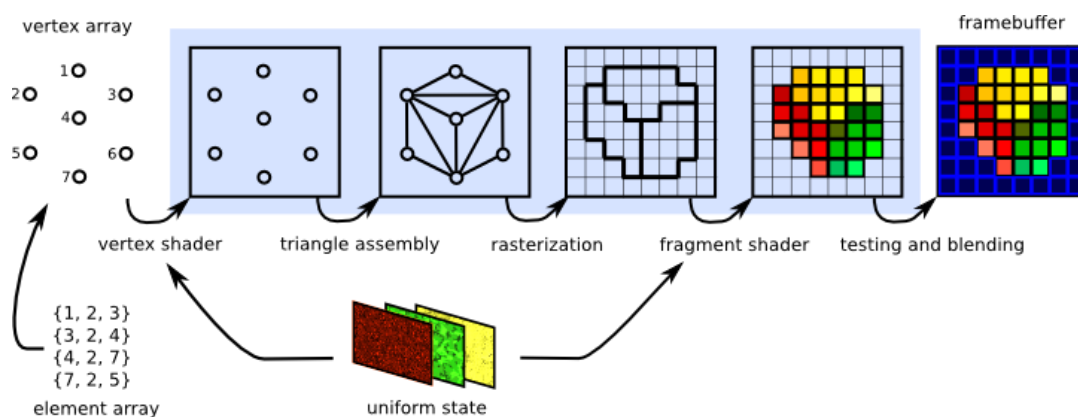 vertex array
framebuffer
1
2
3
4
5
6
7
vertex shader
triangle assembly
rasterization
fragment shader
testing and blending
{1, 2, 3}
{3, 2, 4}
{4, 2, 7}
{7, 2, 5}
element array
uniform state